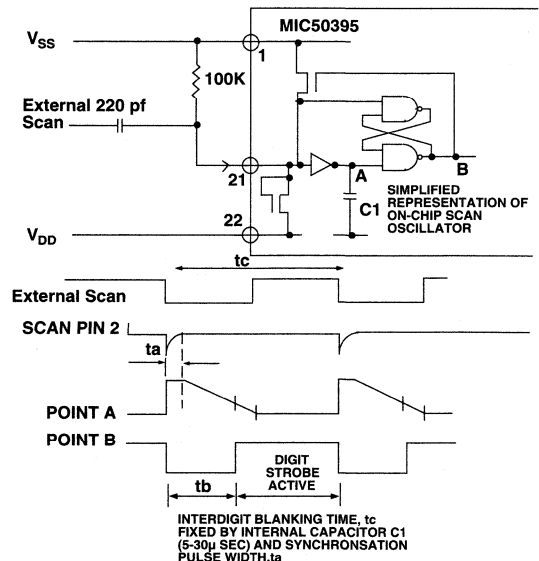 MIC50395
VSS
1
100K
External 220 pf
Scan
A
B
21
C1
SIMPLIFIED
REPRESENTATION OF
ON-CHIP SCAN
OSCILLATOR
22
VDD
tc
External Scan
SCAN PIN 2
ta
POINT A
POINT B
DIGIT
STROBE
ACTIVE
tb
INTERDIGIT BLANKING TIME, tc
FIXED BY INTERNAL CAPACITOR C1
(5-30µ SEC) AND SYNCHRONSATION
PULSE WIDTH,ta